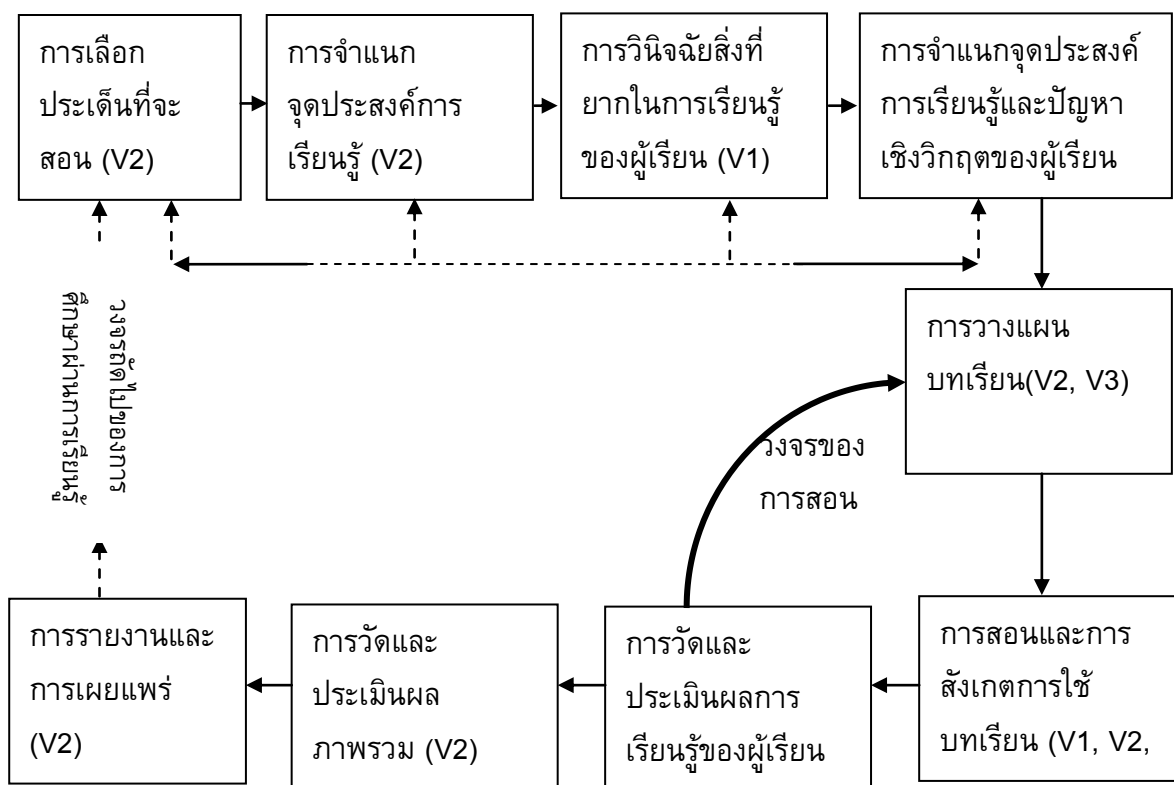 การเลือก
ประเด็นที่จะ
สอน (V2)
การจำแนก
จุดประสงค์การ
เรียนรู้ (V2)
การวินิจฉัยสิ่งที่
ยากในการเรียนรู้
ของผู้เรียน (V1)
การจำแนกจุดประสงค์
การเรียนรู้และปัญหา
เชิงวิกฤตของผู้เรียน
วงจรถัดไปของการ
ศึกษาผ่านการเรียนรู้
การวางแผน
บทเรียน(V2, V3)
วงจรของ
การสอน
การรายงานและ
การเผยแพร่
(V2)
การวัดและ
ประเมินผล
ภาพรวม (V2)
การวัดและ
ประเมินผลการ
เรียนรู้ของผู้เรียน
การสอนและการ
สังเกตการใช้
บทเรียน (V1, V2,